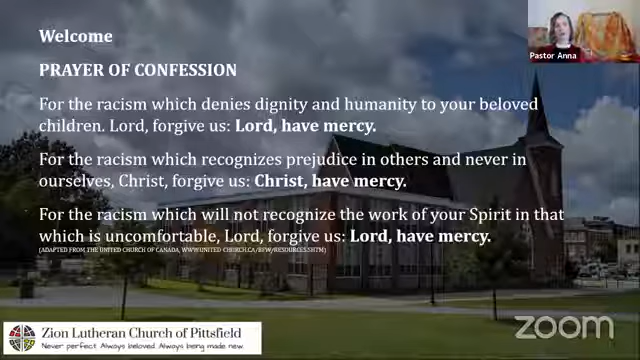 Welcome
PRAYER OF CONFESSION
For the racism which denies dignity and humanity to your beloved
children. Lord, forgive us: Lord, have mercy.
For the racism which recognizes prejudice in others and never in
ourselves, Christ, forgive us: Christ, have mercy.
For the racism which will not recognize the work of your Spirit in that
which is uncomfortable, Lord, forgive us: Lord, have mercy.
(ADAPTED FROM THE UNITED CHURCH OF CANADA, WWW.UNITED-CHURCH.CA/BFW/RESOURCES.SHTM)
Pastor Anna
Zion Lutheran Church of Pittsfield
Never perfect. Always beloved. Always being made new.
zoom